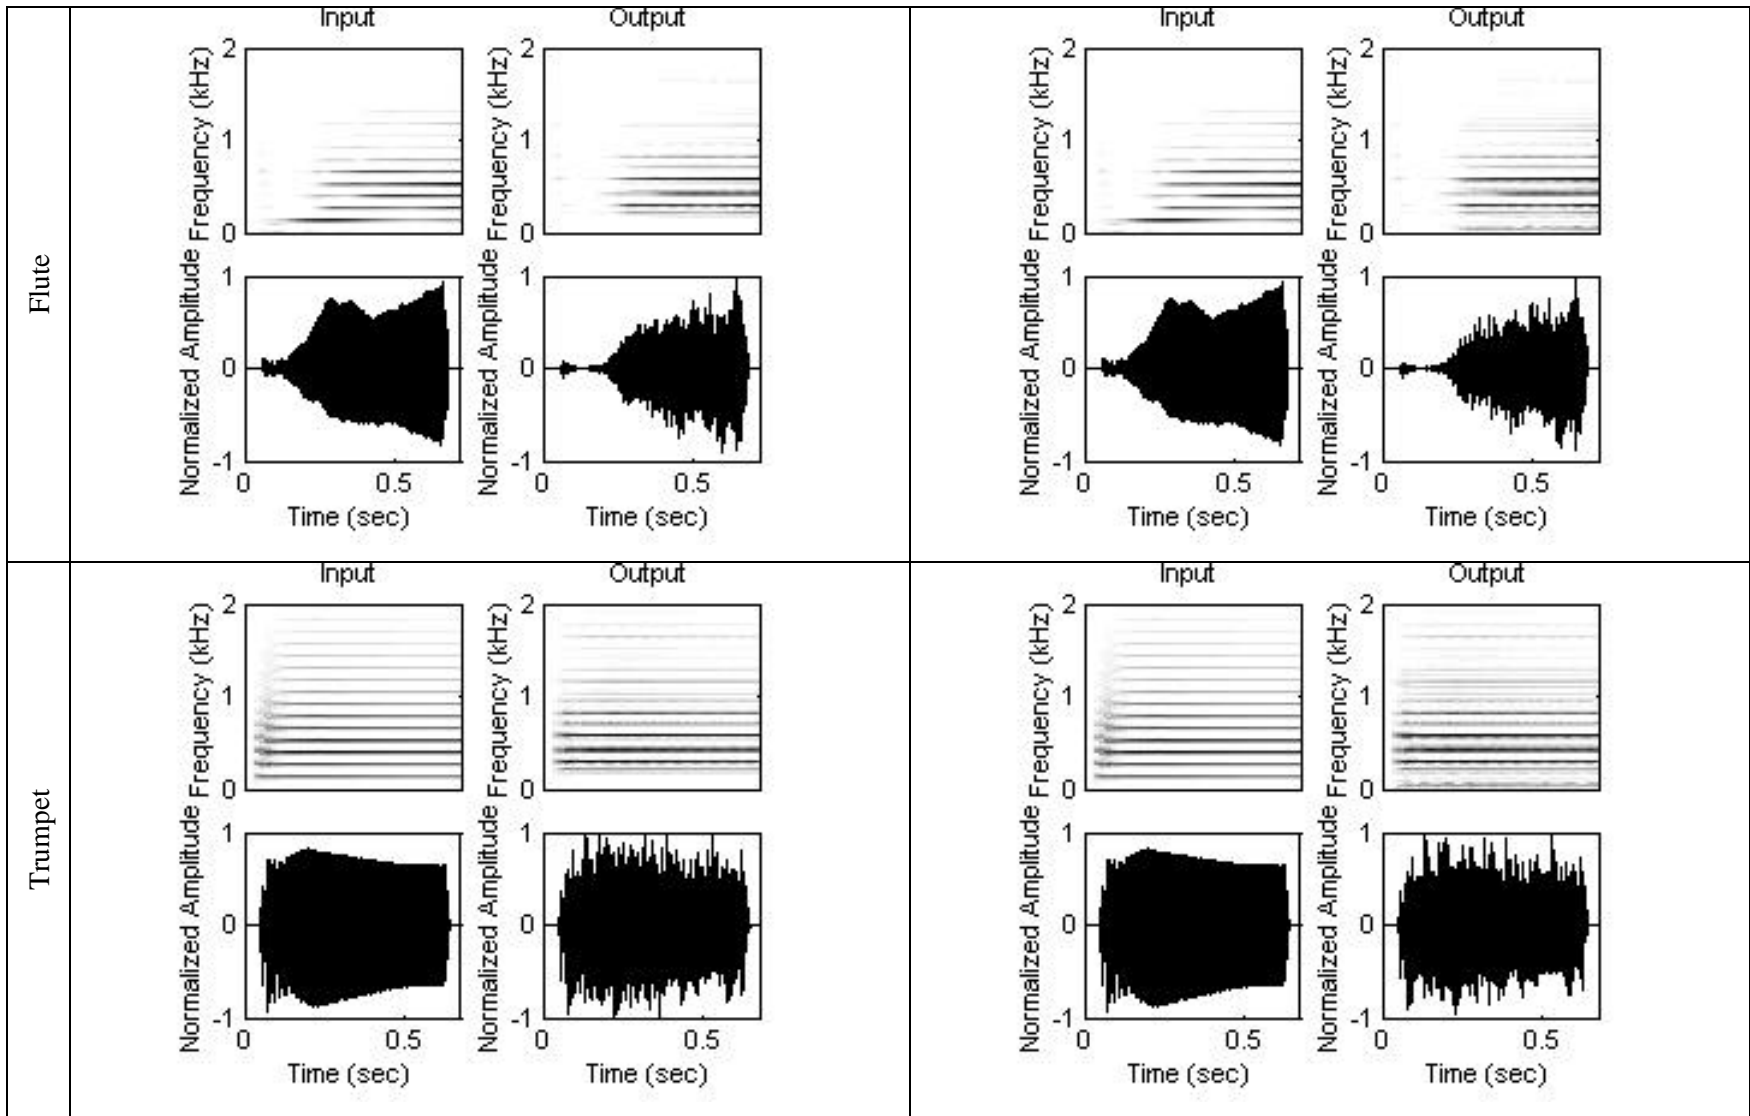 Flute
Input Output
Frequency (kHz)
2
1
0
Frequency (kHz)
2
1
0
Normalized Amplitude
1
0
-1
0 0.5
Time (sec)
Normalized Amplitude
1
0
-1
0 0.5
Time (sec)
Input Output
Frequency (kHz)
2
1
0
Frequency (kHz)
2
1
0
Normalized Amplitude
1
0
-1
0 0.5
Time (sec)
Normalized Amplitude
1
0
-1
0 0.5
Time (sec)
Trumpet
Input Output
Frequency (kHz)
2
1
0
Frequency (kHz)
2
1
0
Normalized Amplitude
1
0
-1
0 0.5
Time (sec)
Normalized Amplitude
1
0
-1
0 0.5
Time (sec)
Input Output
Frequency (kHz)
2
1
0
Frequency (kHz)
2
1
0
Normalized Amplitude
1
0
-1
0 0.5
Time (sec)
Normalized Amplitude
1
0
-1
0 0.5
Time (sec)